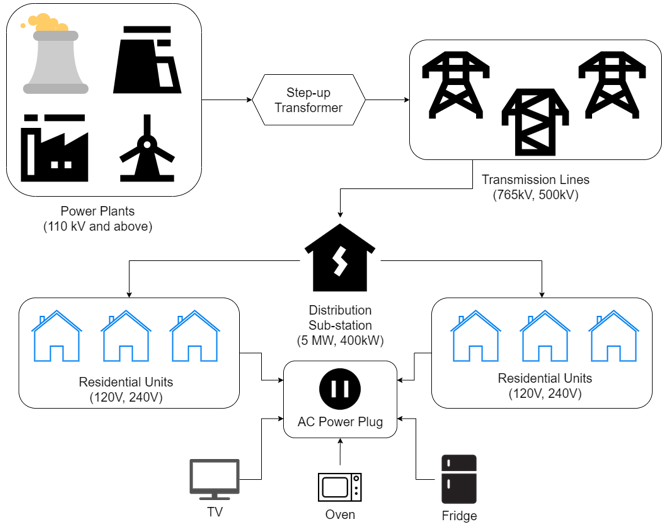 Step-up
Transformer
Power Plants
(110 kV and above)
Transmission Lines
(765kV, 500kV)
Distribution
Sub-station
(5 MW, 400kW)
Residential Units
(120V, 240V)
AC Power Plug
Residential Units
(120V, 240V)
TV
Oven
Fridge